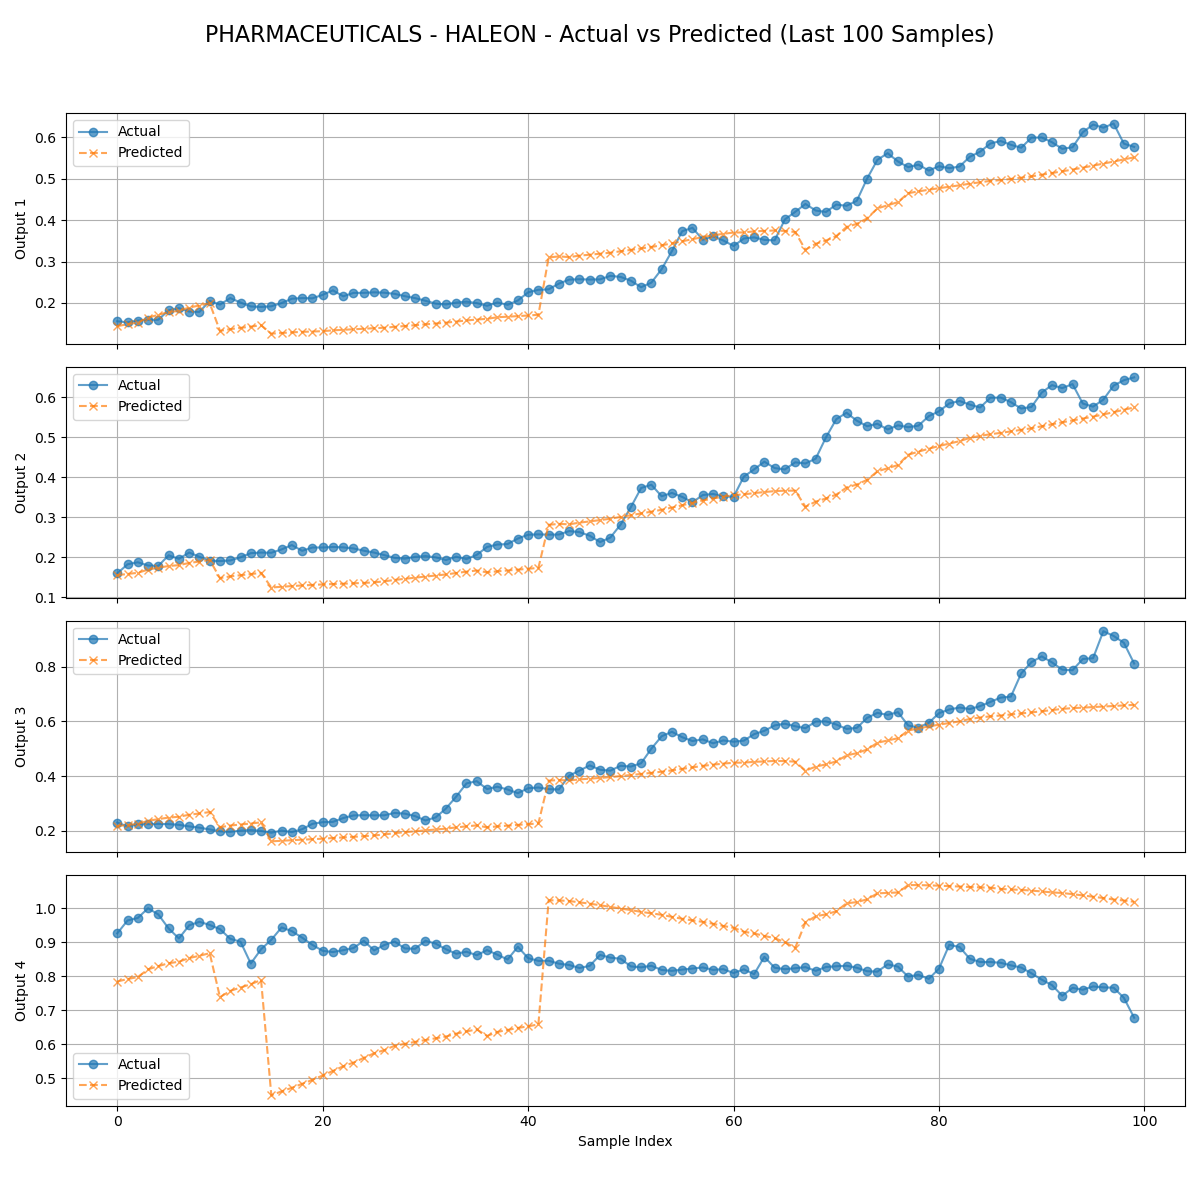 PHARMACEUTICALS - HALEON - Actual vs Predicted (Last 100 Samples)
Output 1
0.6
0.5
0.4
0.3
0.2
Actual
Predicted
Output 2
0.6
0.5
0.4
0.3
0.2
0.1
Actual
Predicted
Output 3
0.8
0.6
0.4
0.2
Actual
Predicted
Output 4
1.0
0.9
0.8
0.7
0.6
0.5
Actual
Predicted
0 20 40 60 80 100
Sample Index